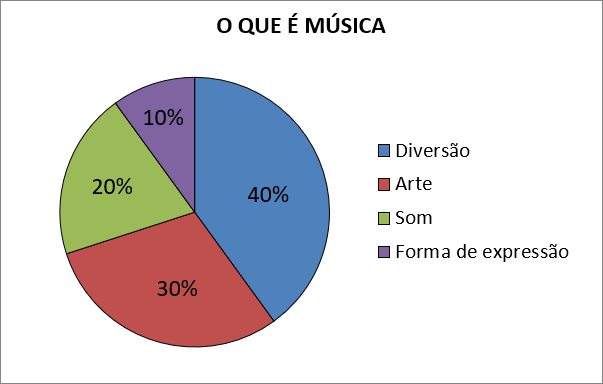 O QUE É MÚSICA
10%
20%
40%
30%
Diversão
Arte
Som
Forma de expressão